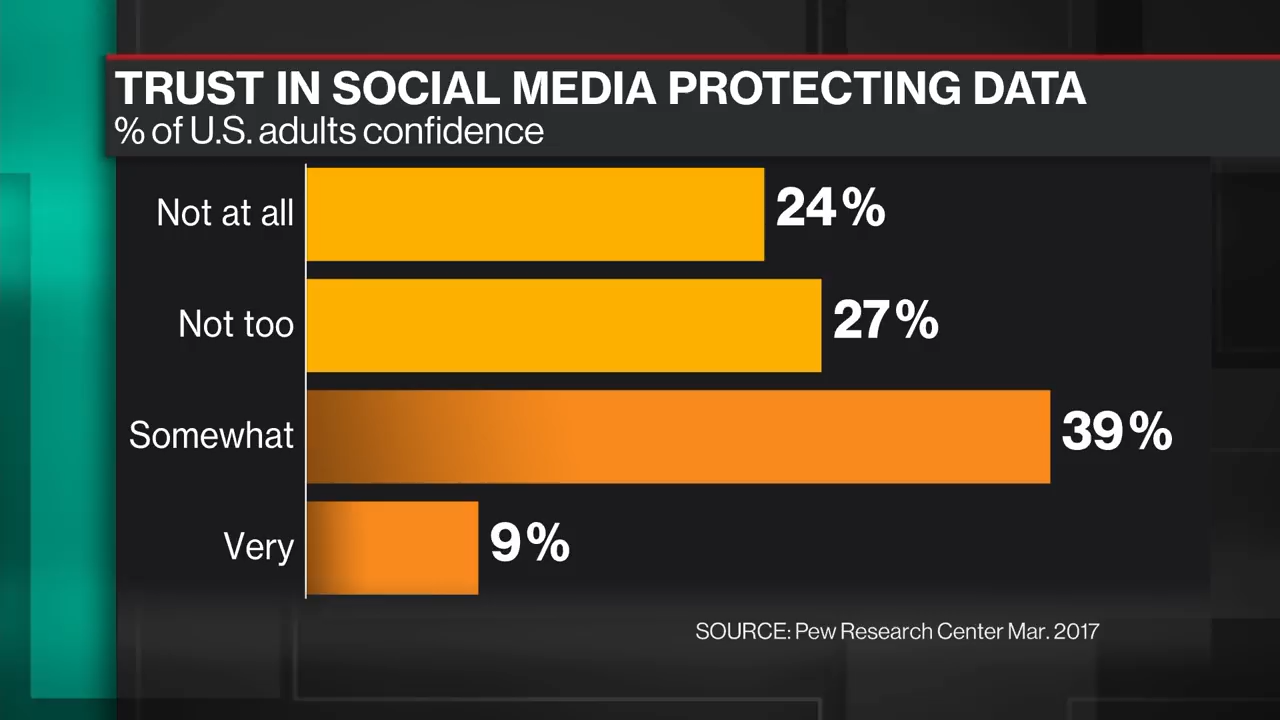 TRUST IN SOCIAL MEDIA PROTECTING DATA
% of U.S. adults confidence
Not at all 24%
Not too 27%
Somewhat 39%
Very 9%
SOURCE: Pew Research Center Mar. 2017